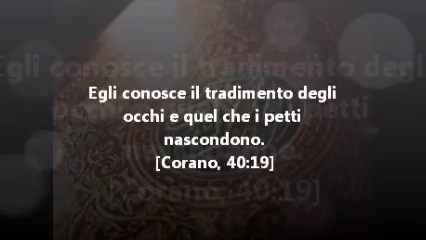 Egli conosce il tradimento degli
occhi e quel che i petti
nascondono.
[Corano, 40:19]